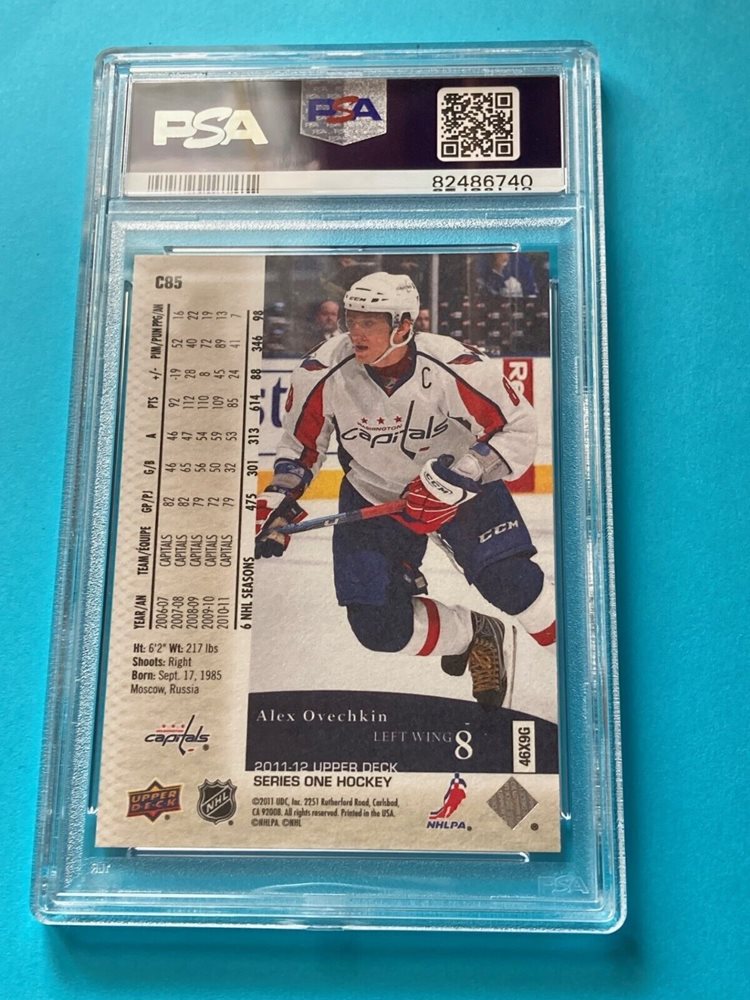 PSA
PSA
82486740
C85
YEAR/AN TEAM/ÉQUIPE GP/PJ G/B A PTS +/- PIM/PUN PPG/AN
2006-07 CAPITALS 82 46 46 92 -19 52 16
2007-08 CAPITALS 82 65 47 112 28 40 22
2008-09 CAPITALS 79 56 54 110 8 72 19
2009-10 CAPITALS 72 50 59 109 45 89 13
2010-11 CAPITALS 79 32 53 85 24 41 7
6 NHL SEASONS 475 301 313 614 88 346 98
Ht: 6'2" Wt: 217 lbs
Shoots: Right
Born: Sept. 17, 1985
Moscow, Russia
C
WASHINGTON
capitals
CCM
CCM
Alex Ovechkin
LEFT WING 8
46X9G
capitals®
2011-12 UPPER DECK
SERIES ONE HOCKEY
UPPER
DECK
NHL
©2011 UDC, Inc. 2251 Rutherford Road, Carlsbad,
CA 92008. All rights reserved. Printed in the USA.
©NHLPA. ©NHL
NHLPA.
PSA